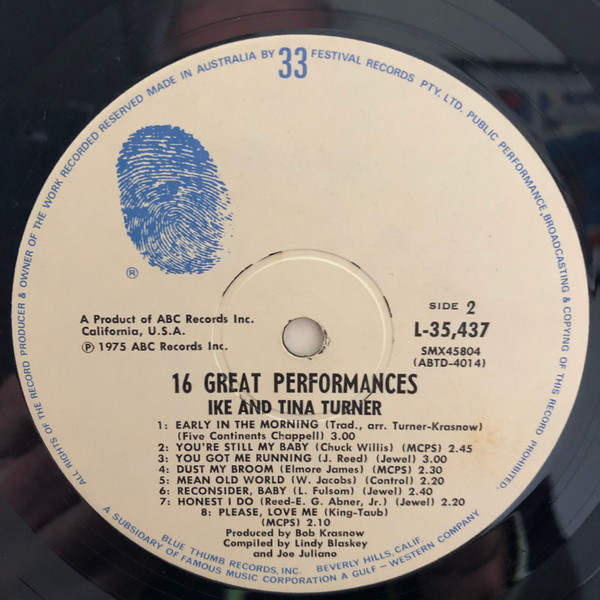 ALL RIGHTS OF THE RECORD PRODUCER & OWNER OF THE WORK RECORDED RESERVED MADE IN AUSTRALIA BY 33 FESTIVAL RECORDS PTY. LTD. PUBLIC PERFORMANCE, BROADCASTING & COPYING OF THIS RECORD PROHIBITED.
®
A Product of ABC Records Inc.
California, U.S.A.
℗ 1975 ABC Records Inc.
SIDE 2
L-35,437
SMX45804
(ABTD-4014)
16 GREAT PERFORMANCES
IKE AND TINA TURNER
1: EARLY IN THE MORNING (Trad., arr. Turner-Krasnow)
(Five Continents Chappell) 3.00
2: YOU'RE STILL MY BABY (Chuck Willis) (MCPS) 2.45
3: YOU GOT ME RUNNING (J. Reed) (Jewel) 3.00
4: DUST MY BROOM (Elmore James) (MCPS) 2.30
5: MEAN OLD WORLD (W. Jacobs) (Control) 2.20
6: RECONSIDER, BABY (L. Fulsom) (Jewel) 2.40
7: HONEST I DO (Reed-E. G. Abner, Jr.) (Jewel) 2.20
8: PLEASE, LOVE ME (King-Taub)
(MCPS) 2.10
Produced by Bob Krasnow
Compiled by Lindy Blaskey
and Joe Juliano
BLUE THUMB RECORDS, INC. BEVERLY HILLS, CALIF.
A SUBSIDARY OF FAMOUS MUSIC CORPORATION A GULF - WESTERN COMPANY